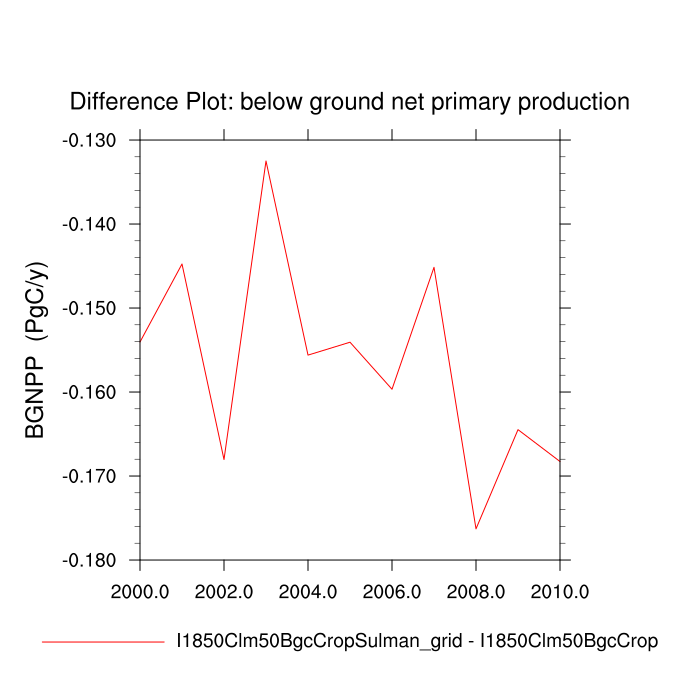 Difference Plot: below ground net primary production
-0.130
-0.140
-0.150
-0.160
-0.170
-0.180
BGNPP (PgC/y)
2000.0 2002.0 2004.0 2006.0 2008.0 2010.0
I1850Clm50BgcCropSulman_grid - I1850Clm50BgcCrop